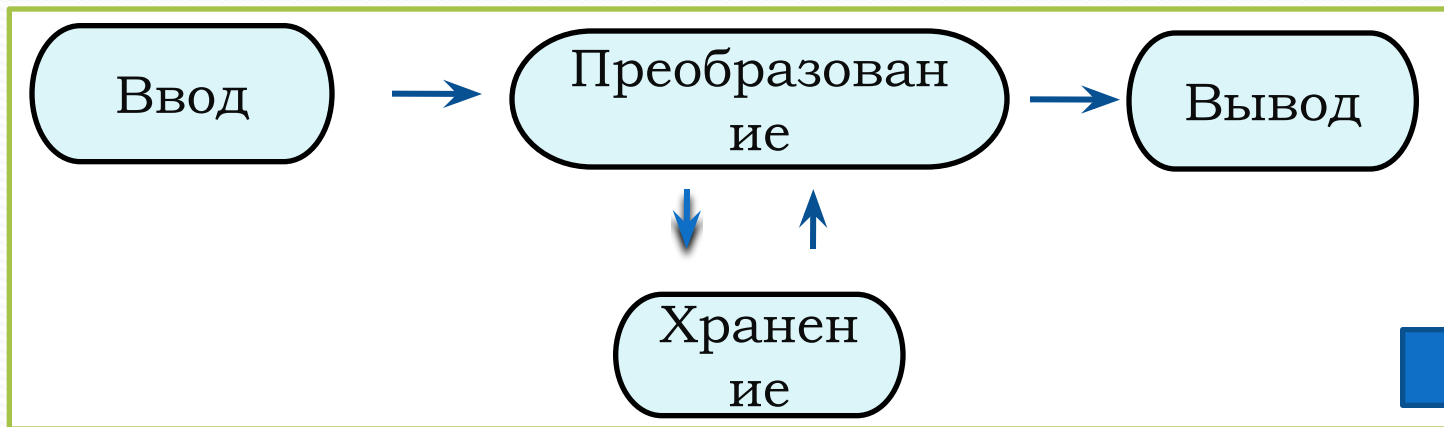 Ввод
Преобразован
ие
Вывод
Хранен
ие